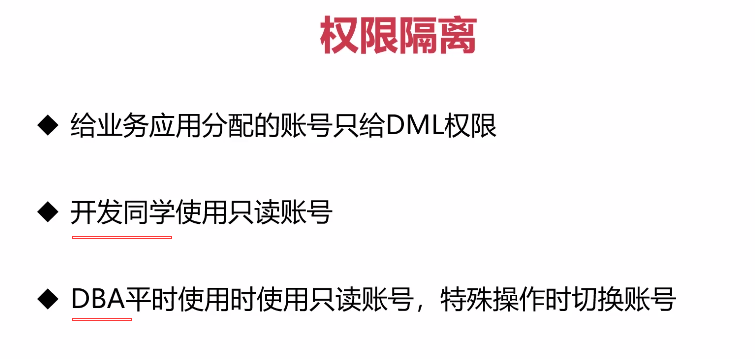 权限隔离
◆ 给业务应用分配的账号只给DML权限
◆ 开发同学使用只读账号
◆ DBA平时使用时使用只读账号，特殊操作时切换账号